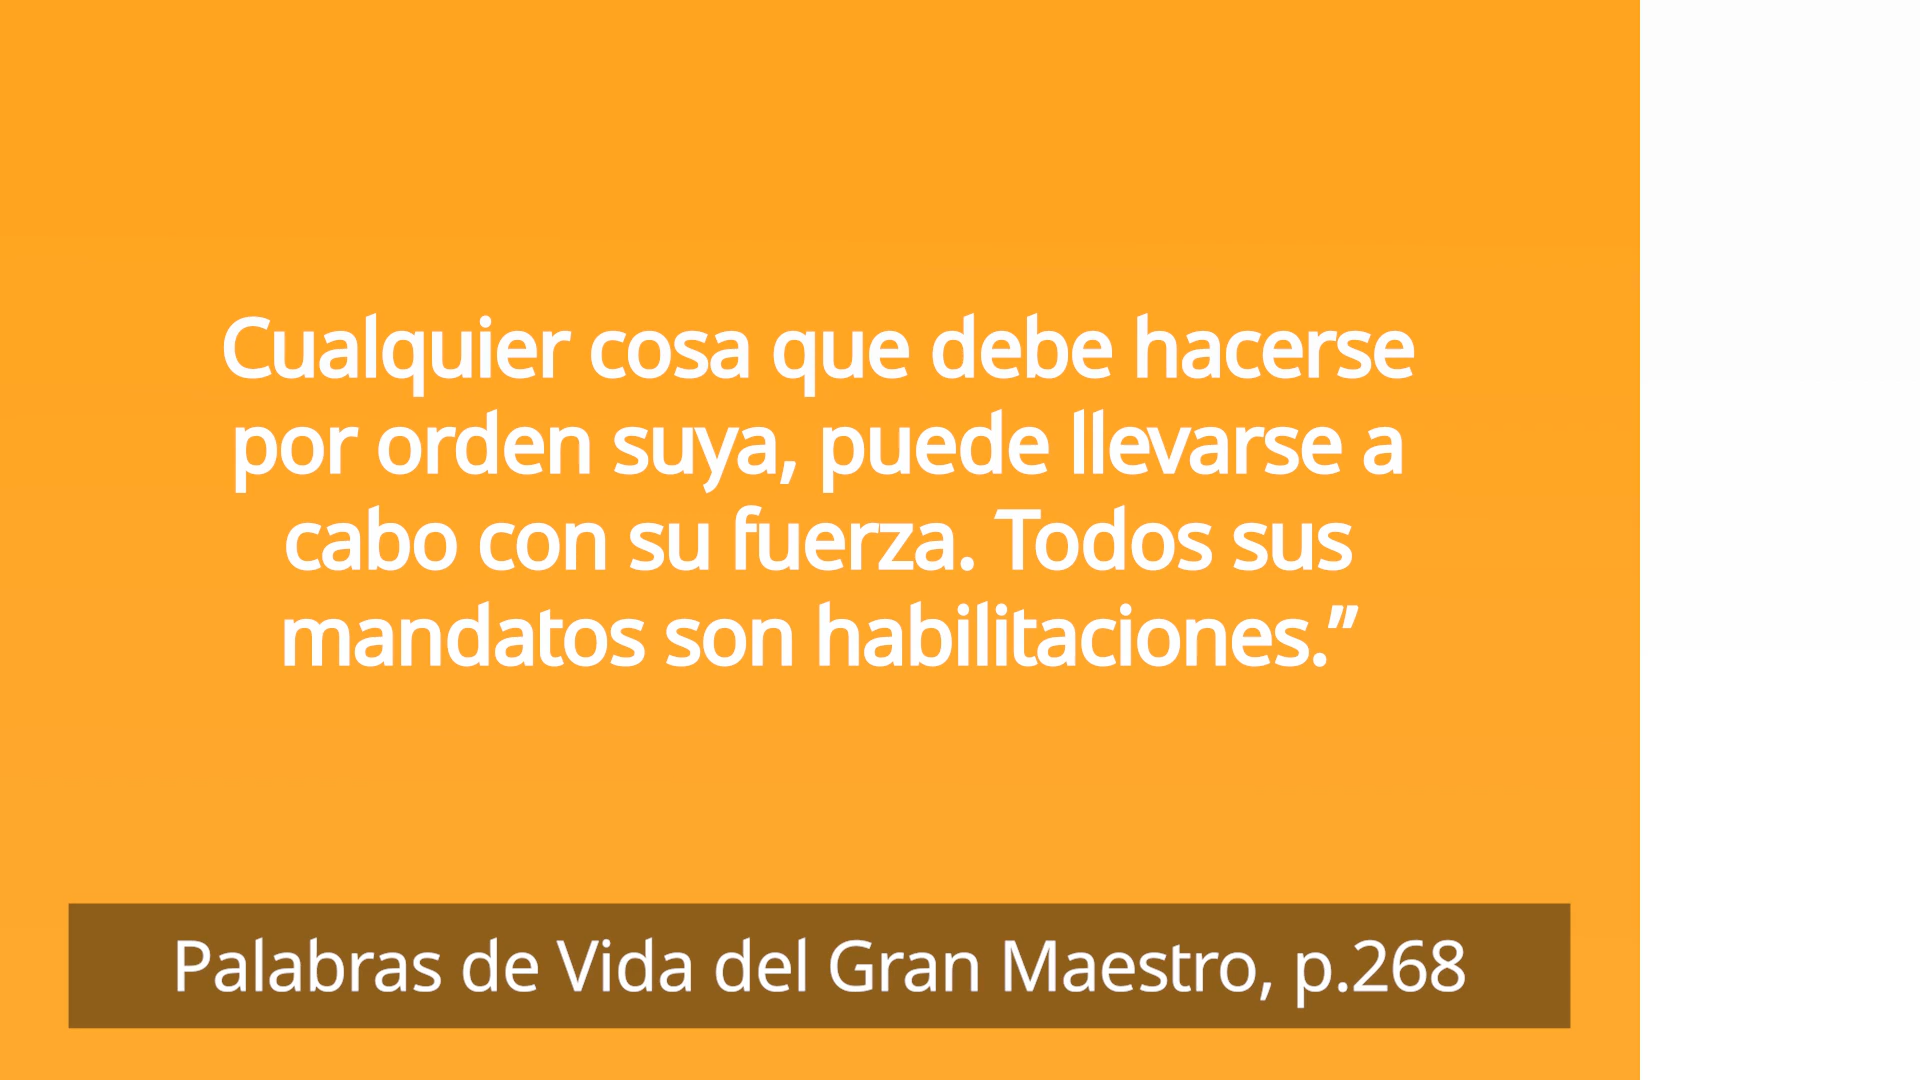 Cualquier cosa que debe hacerse
por orden suya, puede llevarse a
cabo con su fuerza. Todos sus
mandatos son habilitaciones.”
Palabras de Vida del Gran Maestro, p.268